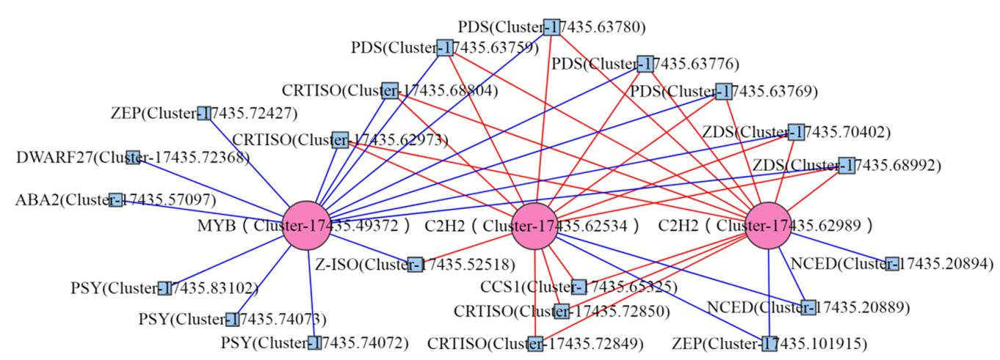 PDS(Cluster-17435.63780)
PDS(Cluster-17435.63759)
PDS(Cluster-17435.63776)
CRTISO(Cluster-17435.68804)
PDS(Cluster-17435.63769)
ZEP(Cluster-17435.72427)
CRTISO(Cluster-17435.62973)
ZDS(Cluster-17435.70402)
DWARF27(Cluster-17435.72368)
ZDS(Cluster-17435.68992)
ABA2(Cluster-17435.57097)
MYB（Cluster-17435.49372）
C2H2（Cluster-17435.62534）
C2H2（Cluster-17435.62989）
Z-ISO(Cluster-17435.52518)
NCED(Cluster-17435.20894)
PSY(Cluster-17435.83102)
CCS1(Cluster-17435.65325)
CRTISO(Cluster-17435.72850)
NCED(Cluster-17435.20889)
PSY(Cluster-17435.74073)
PSY(Cluster-17435.74072)
CRTISO(Cluster-17435.72849)
ZEP(Cluster-17435.101915)